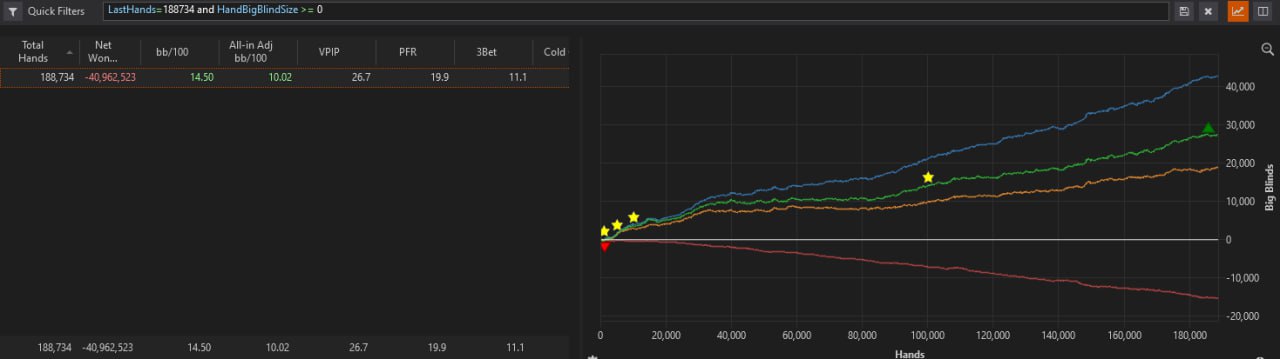 Quick Filters LastHands=188734 and HandBigBlindSize >= 0
Total Hands Net Won... bb/100 All-in Adj bb/100 VPIP PFR 3Bet Cold
188,734 -40,962,523 14.50 10.02 26.7 19.9 11.1
188,734 -40,962,523 14.50 10.02 26.7 19.9 11.1
40,000
30,000
20,000
10,000
0
-10,000
-20,000
Big Blinds
0 20,000 40,000 60,000 80,000 100,000 120,000 140,000 160,000 180,000
Hands